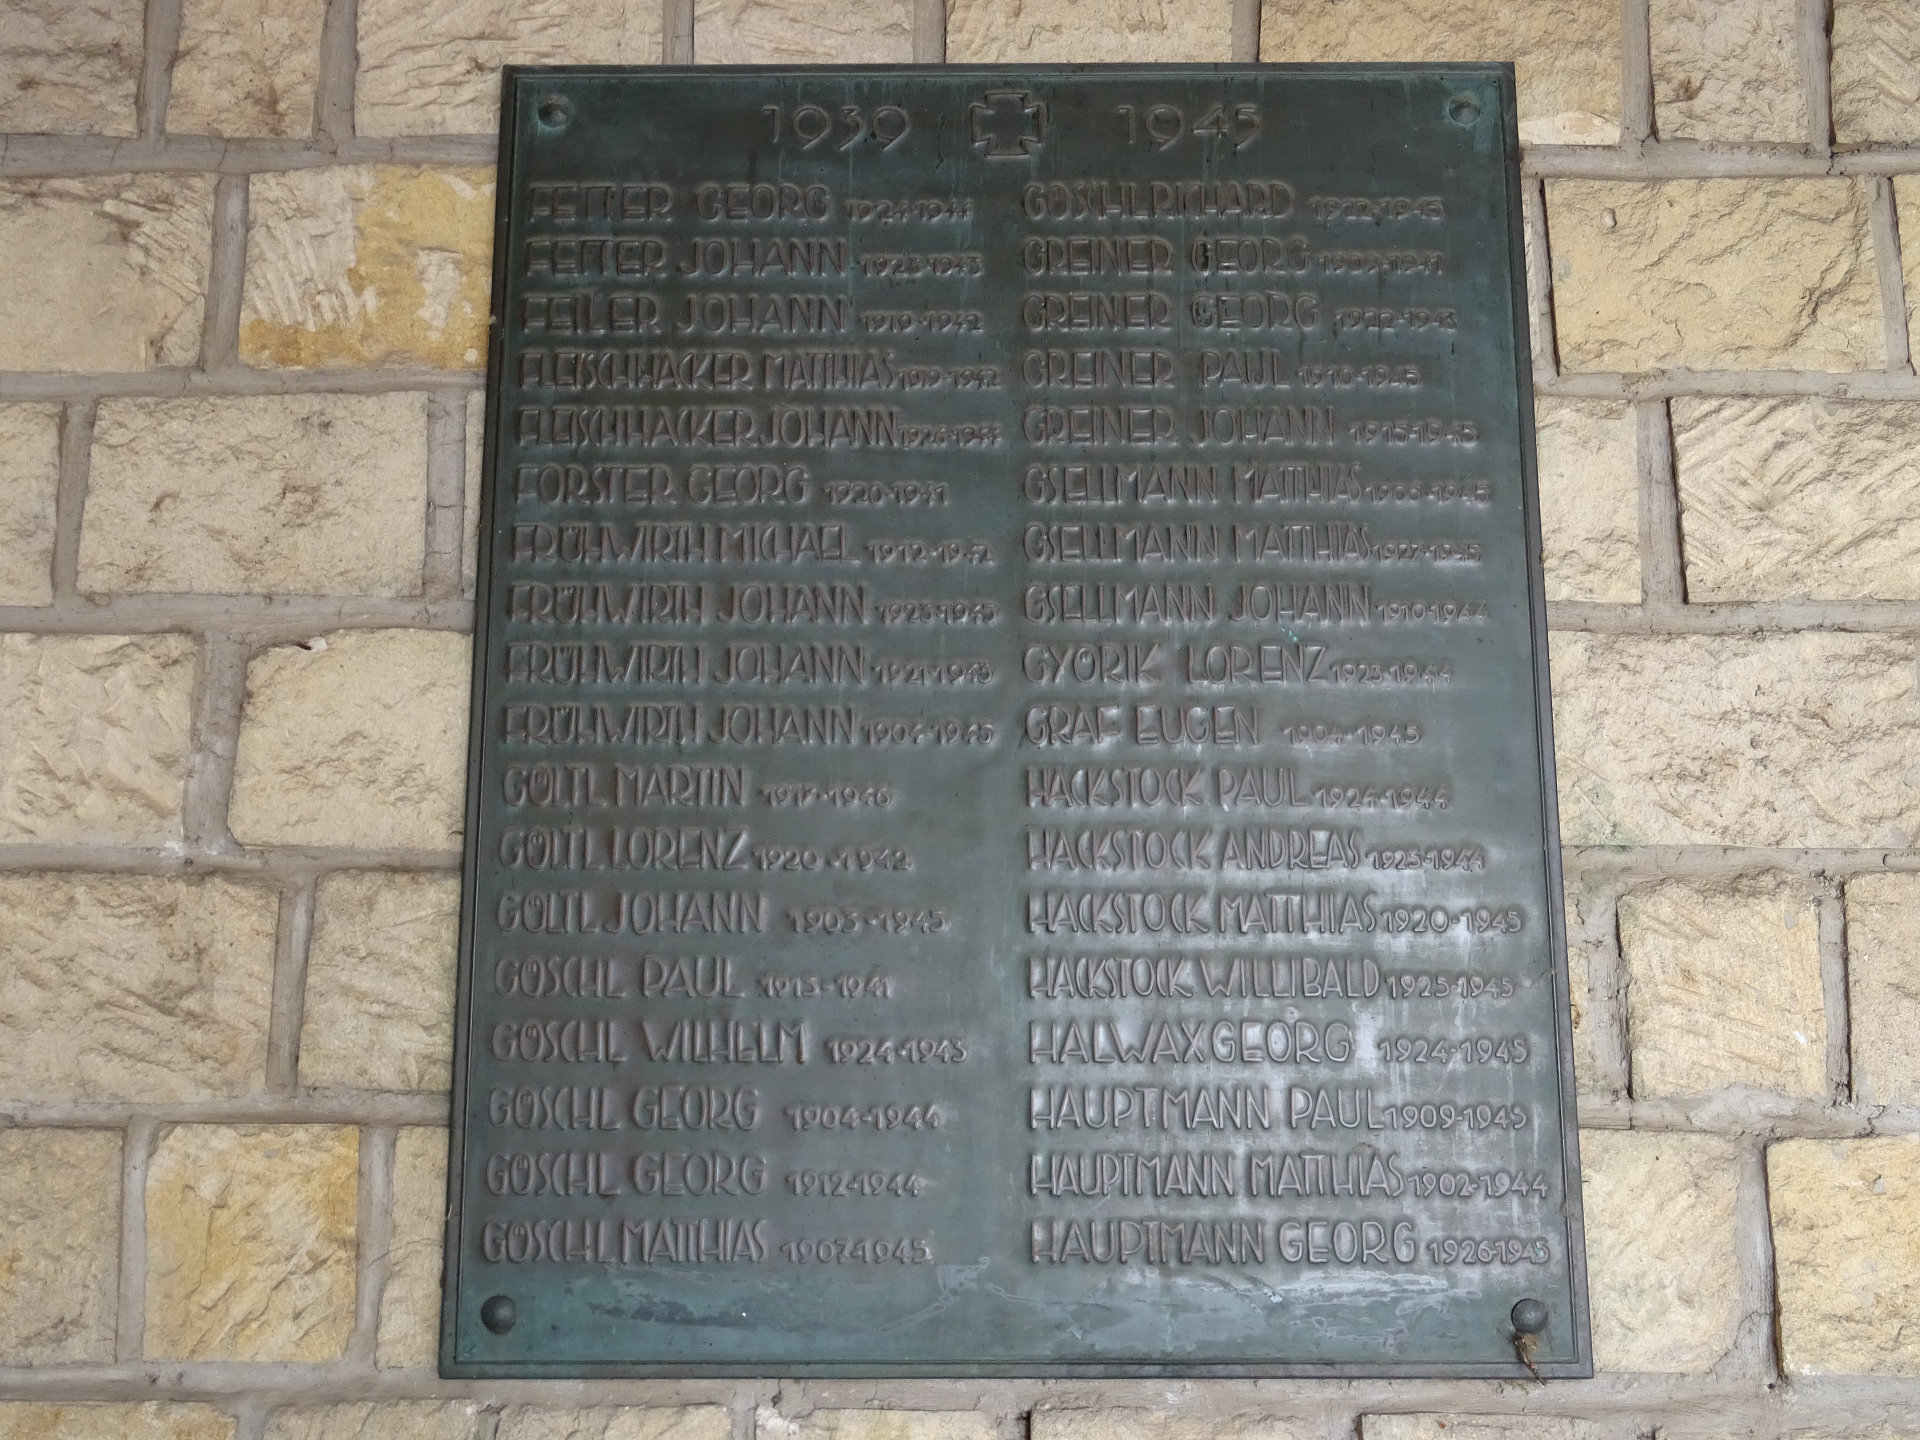 1939 1945
FETTER GEORG 1924-1944
FETTER JOHANN 1923-1943
FEILER JOHANN 1919-1942
FLEISCHHACKER MATTHIAS 1919-1942
FLEISCHHACKER JOHANN 1926-1944
FORSTER GEORG 1920-1941
FRÜHWIRTH MICHAEL 1912-1942
FRÜHWIRTH JOHANN 1925-1945
FRÜHWIRTH JOHANN 1921-1943
FRÜHWIRTH JOHANN 1904-1945
GÖLTL MARTIN
GÖLTL LORENZ 1920-1942
GÖLTL JOHANN 1903-1945
GÖSCHL PAUL 1913-1941
GÖSCHL WILHELM 1924-1943
GÖSCHL GEORG 1904-1944
GÖSCHL GEORG 1912-1944
GÖSCHL MATTHIAS 1907-1945
GÖSCHL RICHARD 1922-1943
GREINER GEORG 1909-1941
GREINER GEORG 1922-1943
GREINER PAUL
GREINER JOHANN 1915-1945
GSELLMANN MATTHIAS 1906-1945
GSELLMANN MATTHIAS 1927-1945
GSELLMANN JOHANN 1910-1944
GYÖRIK LORENZ 1923-1944
GRAF EUGEN 1904-1945
HACKSTOCK PAUL 1924-1944
HACKSTOCK ANDREAS 1925-1944
HACKSTOCK MATTHIAS 1920-1945
HACKSTOCK WILLIBALD 1925-1945
HALWAX GEORG 1924-1945
HAUPTMANN PAUL 1909-1945
HAUPTMANN MATTHIAS 1902-1944
HAUPTMANN GEORG 1926-1945